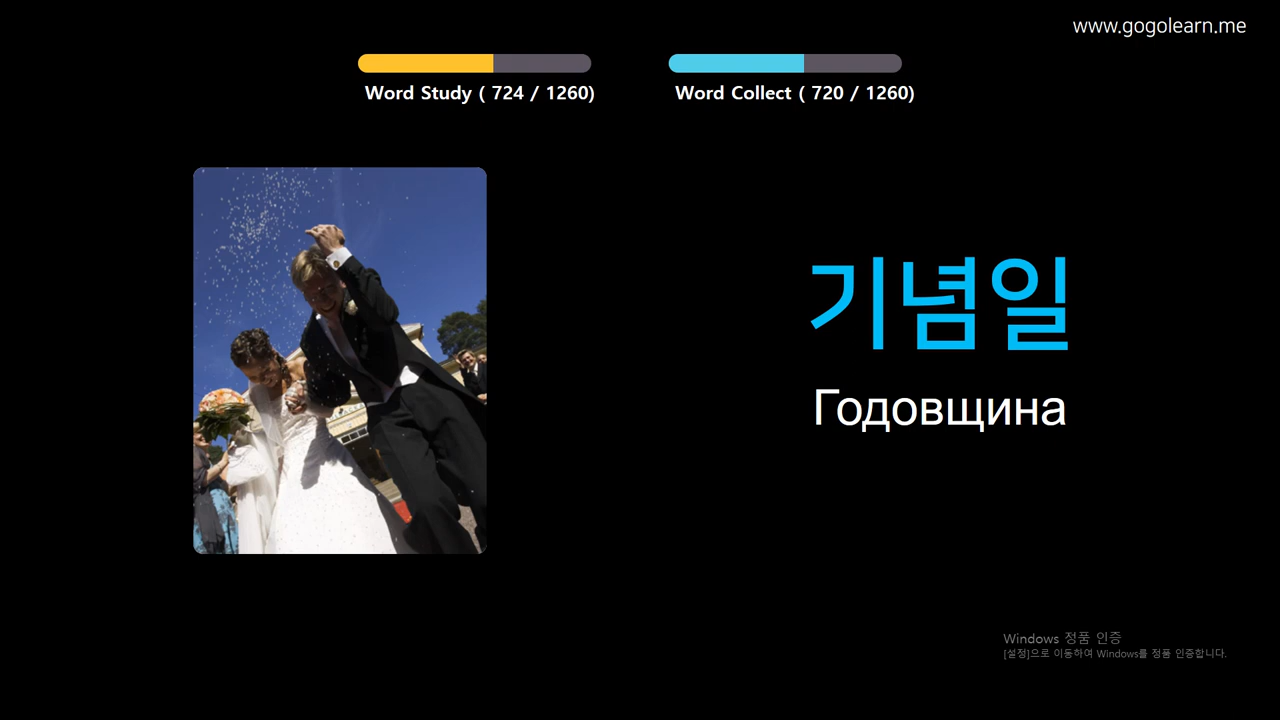 www.gogolearn.me
Word Study ( 724 / 1260)
Word Collect ( 720 / 1260)
기념일
Годовщина
Windows 정품 인증
[설정]으로 이동하여 Windows를 정품 인증합니다.